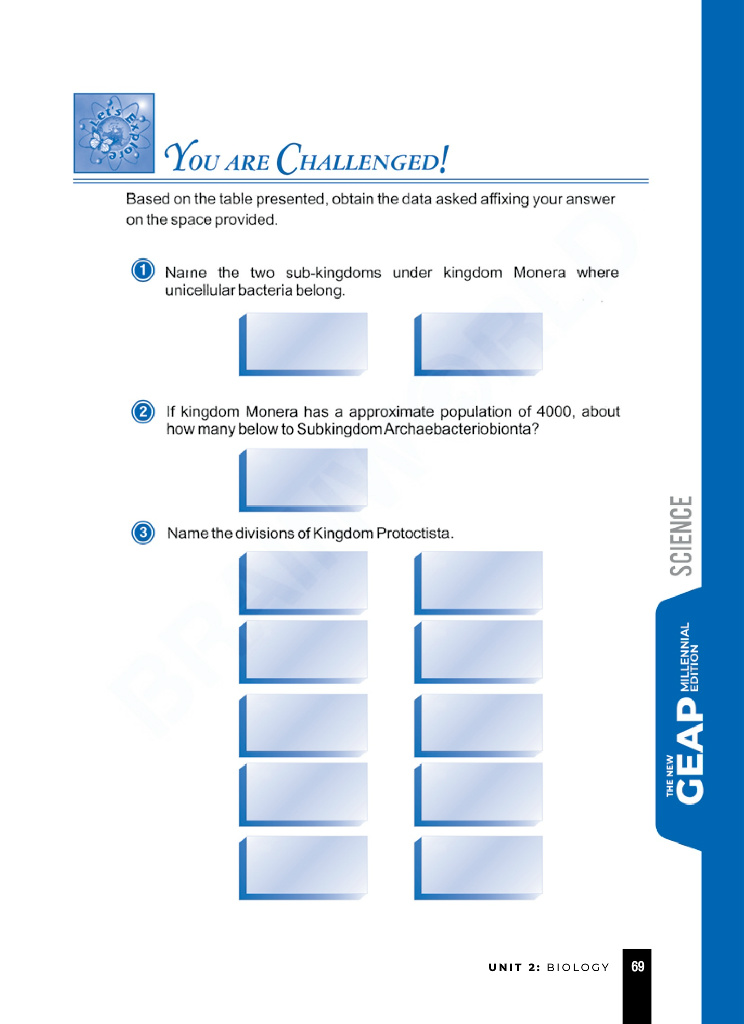 Let's Explore
YOU ARE CHALLENGED!
Based on the table presented, obtain the data asked affixing your answer
on the space provided.
1 Name the two sub-kingdoms under kingdom Monera where
unicellular bacteria belong.
2 If kingdom Monera has a approximate population of 4000, about
how many below to Subkingdom Archaebacteriobionta?
3 Name the divisions of Kingdom Protoctista.
SCIENCE
THE NEW
GEAP
MILLENNIAL
EDITION
UNIT 2: BIOLOGY 69